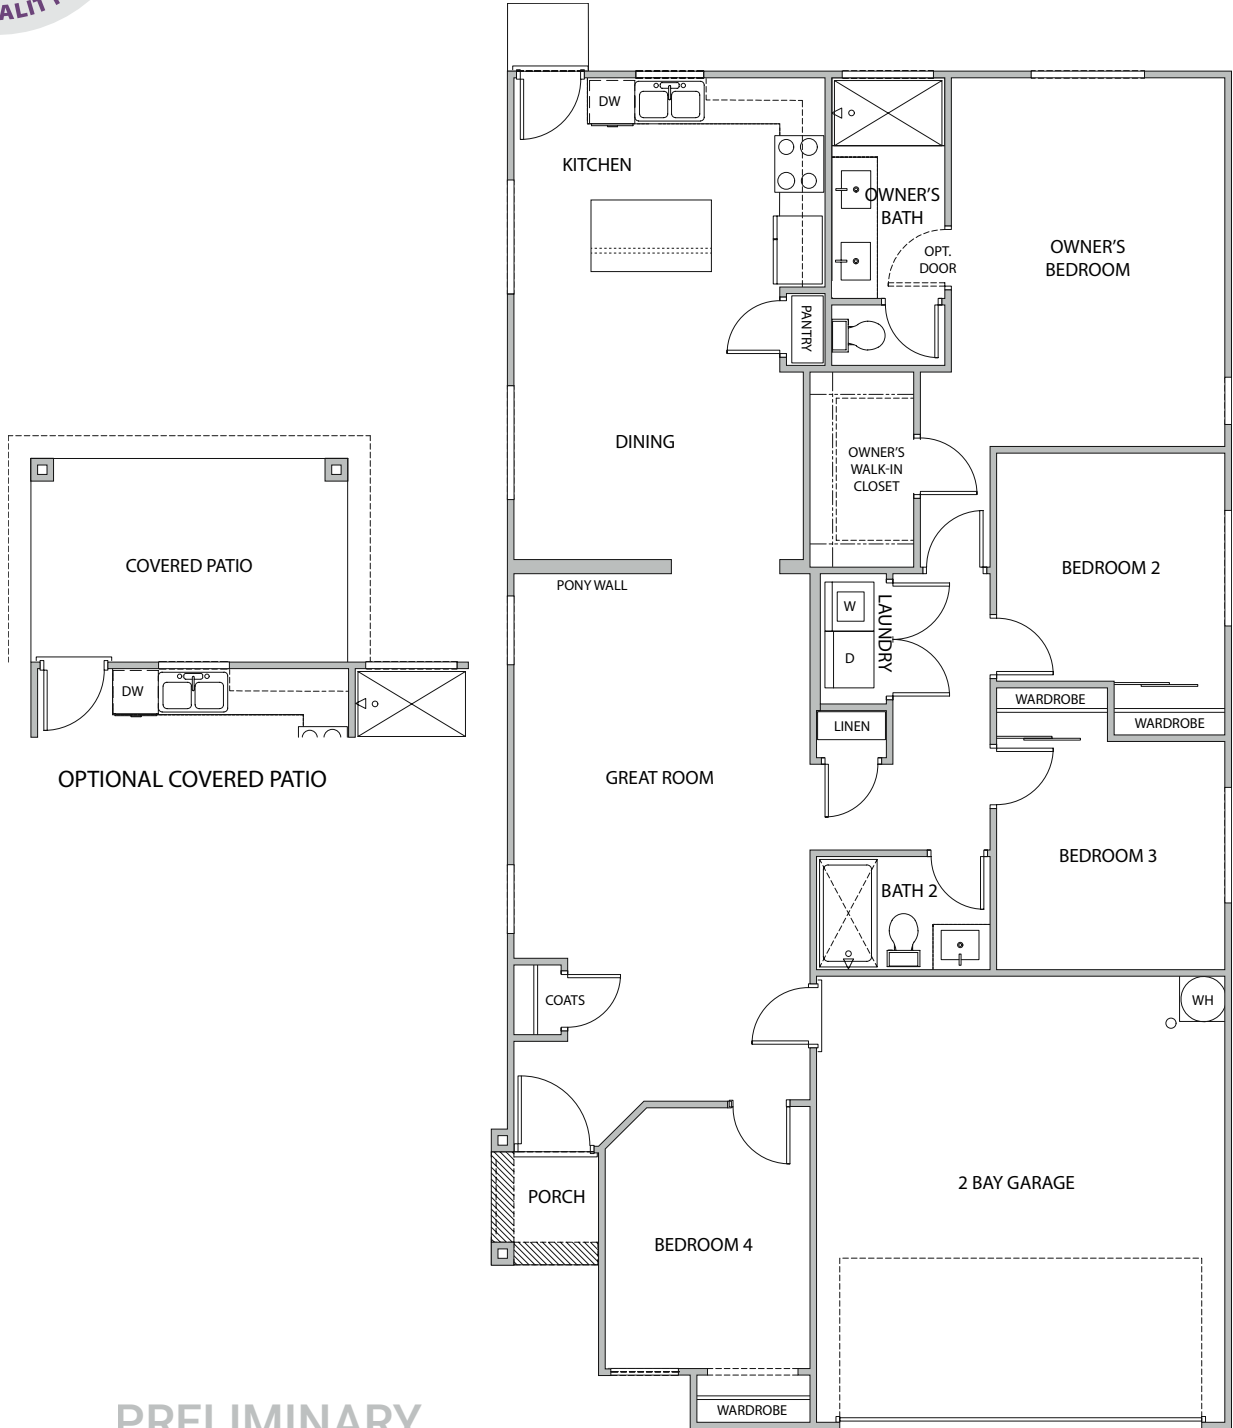 DW
KITCHEN
OWNER'S
BATH
OPT.
DOOR
OWNER'S
BEDROOM
PANTRY
DINING
OWNER'S
WALK-IN
CLOSET
COVERED PATIO
BEDROOM 2
PONY WALL
W
LAUNDRY
D
DW
WARDROBE
WARDROBE
LINEN
OPTIONAL COVERED PATIO
GREAT ROOM
BEDROOM 3
BATH 2
COATS
WH
2 BAY GARAGE
PORCH
BEDROOM 4
PRELIMINARY
WARDROBE